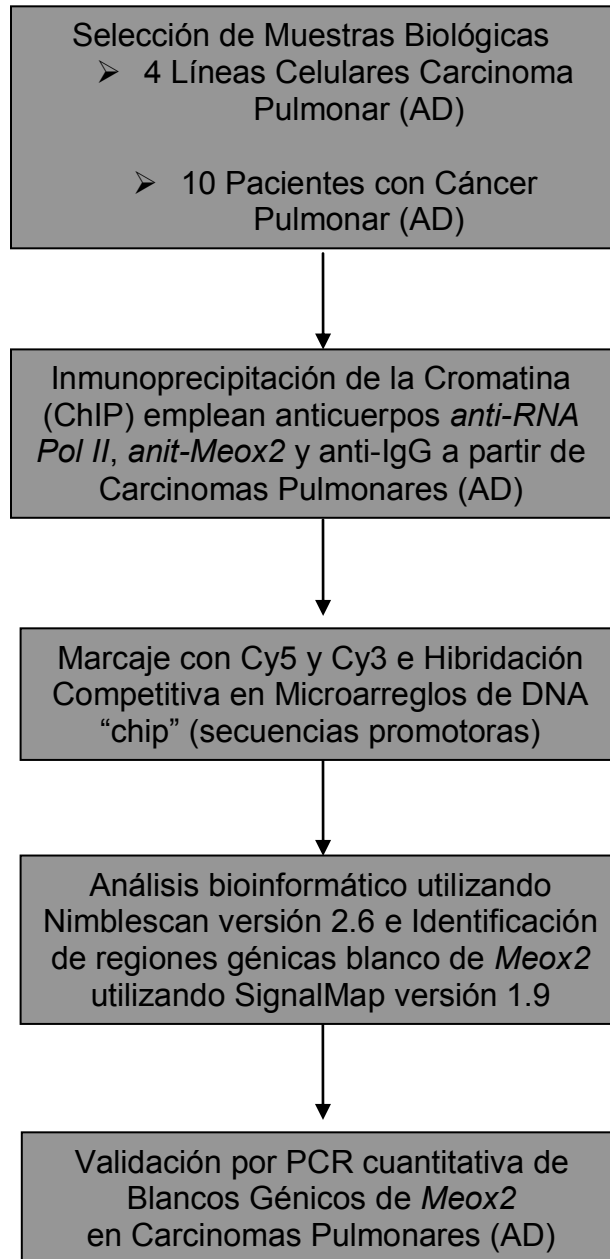 Selección de Muestras Biológicas
➢ 4 Líneas Celulares Carcinoma
Pulmonar (AD)
➢ 10 Pacientes con Cáncer
Pulmonar (AD)
Inmunoprecipitación de la Cromatina
(ChIP) emplean anticuerpos anti-RNA
Pol II, anit-Meox2 y anti-IgG a partir de
Carcinomas Pulmonares (AD)
Marcaje con Cy5 y Cy3 e Hibridación
Competitiva en Microarreglos de DNA
“chip” (secuencias promotoras)
Análisis bioinformático utilizando
Nimblescan versión 2.6 e Identificación
de regiones génicas blanco de Meox2
utilizando SignalMap versión 1.9
Validación por PCR cuantitativa de
Blancos Génicos de Meox2
en Carcinomas Pulmonares (AD)